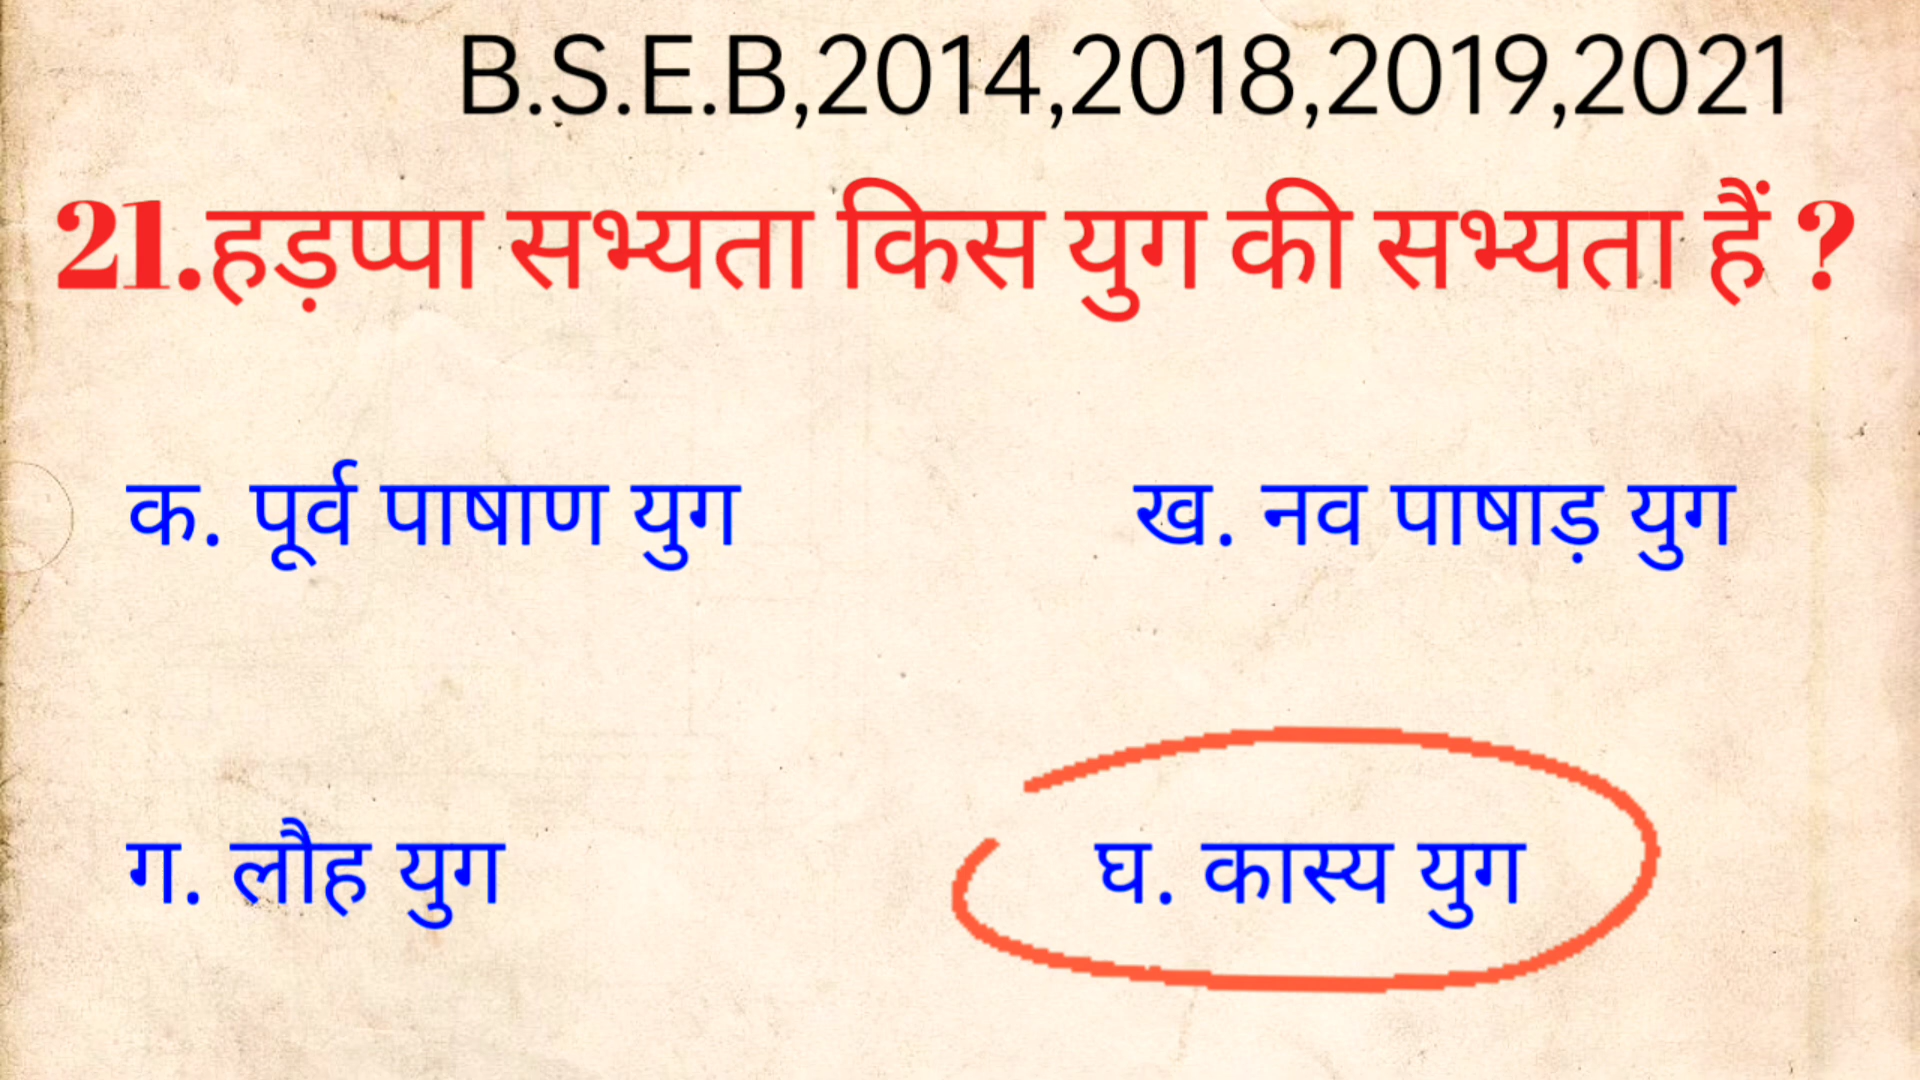 B.S.E.B,2014,2018,2019,2021
21.हड़प्पा सभ्यता किस युग की सभ्यता हैं ?
क. पूर्व पाषाण युग
ख. नव पाषाड़ युग
ग. लौह युग
घ. कास्य युग